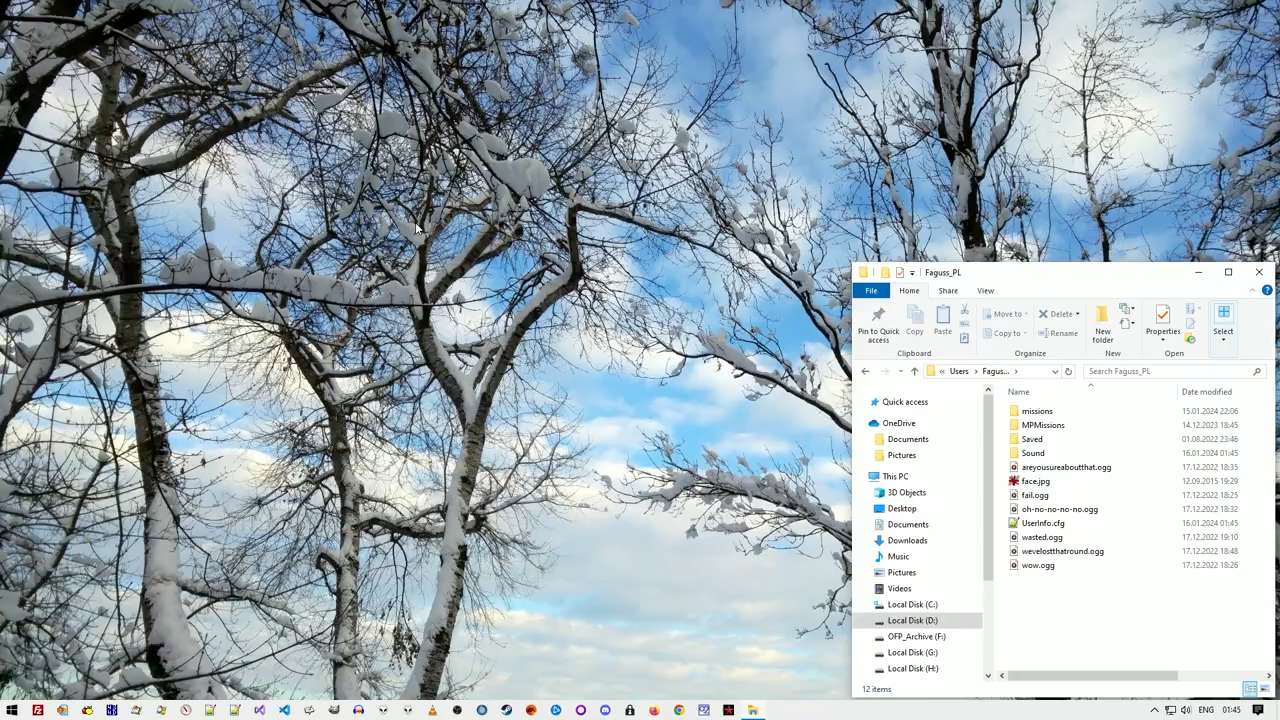 Faguss_PL
File Home Share View
Pin to Quick access
Copy
Paste
Move to
Copy to
Delete
Rename
New folder
Properties
Select
Clipboard Organize New Open
« Users › Fagus... ›
Search Faguss_PL
Quick access
OneDrive
Documents
Pictures
This PC
3D Objects
Desktop
Documents
Downloads
Music
Pictures
Videos
Local Disk (C:)
Local Disk (D:)
OFP_Archive (F:)
Local Disk (G:)
Local Disk (H:)
Name Date modified
missions 15.01.2024 22:06
MPMissions 14.12.2023 18:45
Saved 01.08.2022 23:46
Sound 16.01.2024 01:45
areyousureaboutthat.ogg 17.12.2022 18:35
face.jpg 12.09.2015 19:29
fail.ogg 17.12.2022 18:25
oh-no-no-no-no.ogg 17.12.2022 18:32
UserInfo.cfg 16.01.2024 01:45
wasted.ogg 17.12.2022 19:10
wevelostthatround.ogg 17.12.2022 18:48
wow.ogg 17.12.2022 18:26
12 items
ENG 01:45